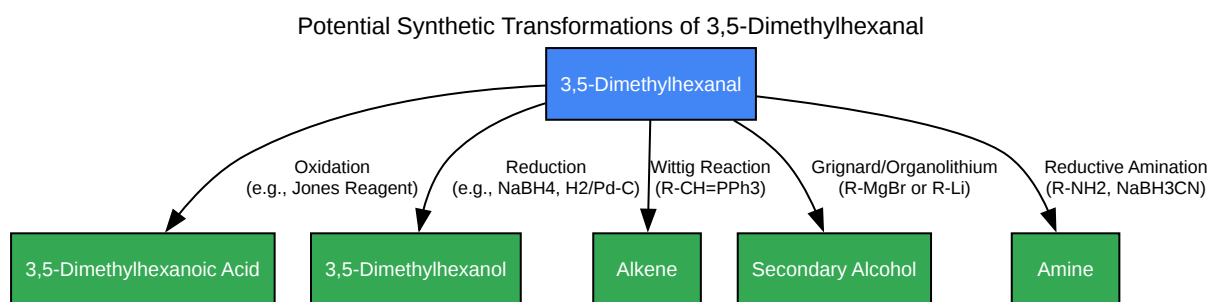 Potential Synthetic Transformations of 3,5-Dimethylhexanal
3,5-Dimethylhexanal
Oxidation
(e.g., Jones Reagent)
Reduction
(e.g., NaBH4, H2/Pd-C)
Wittig Reaction
(R-CH=PPh3)
Grignard/Organolithium
(R-MgBr or R-Li)
Reductive Amination
(R-NH2, NaBH3CN)
3,5-Dimethylhexanoic Acid
3,5-Dimethylhexanol
Alkene
Secondary Alcohol
Amine